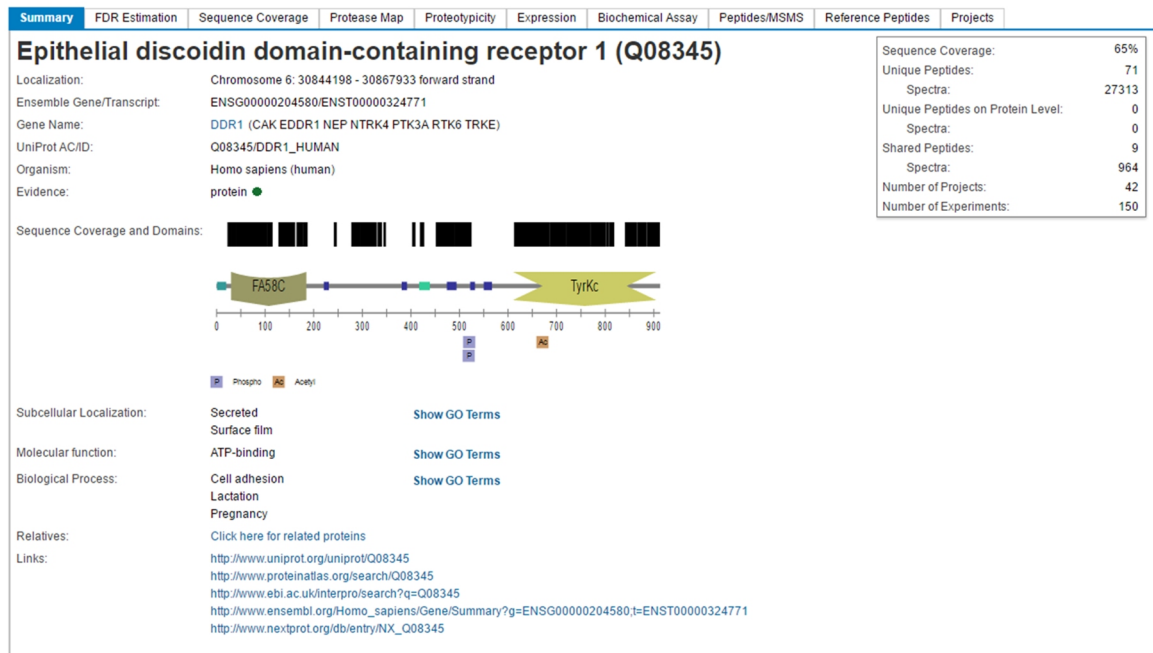 Summary FDR Estimation Sequence Coverage Protease Map Proteotypicity Expression Biochemical Assay Peptides/MSMS Reference Peptides Projects
Epithelial discoidin domain-containing receptor 1 (Q08345)
Localization: Chromosome 6: 30844198 - 30867933 forward strand
Ensemble Gene/Transcript: ENSG00000204580/ENST00000324771
Gene Name: DDR1 (CAK EDDR1 NEP NTRK4 PTK3A RTK6 TRKE)
UniProt AC/ID: Q08345/DDR1_HUMAN
Organism: Homo sapiens (human)
Evidence: protein
Sequence Coverage: 65%
Unique Peptides: 71
Spectra: 27313
Unique Peptides on Protein Level: 0
Spectra: 0
Shared Peptides: 9
Spectra: 964
Number of Projects: 42
Number of Experiments: 150
Sequence Coverage and Domains:
FA58C TyrKc
0 100 200 300 400 500 600 700 800 900
P Ac
P
P Phospho Ac Acetyl
Subcellular Localization: Secreted Show GO Terms
Surface film
Molecular function: ATP-binding Show GO Terms
Biological Process: Cell adhesion Show GO Terms
Lactation
Pregnancy
Relatives: Click here for related proteins
Links: http://www.uniprot.org/uniprot/Q08345
http://www.proteinatlas.org/search/Q08345
http://www.ebi.ac.uk/interpro/search?q=Q08345
http://www.ensembl.org/Homo_sapiens/Gene/Summary?g=ENSG00000204580;t=ENST00000324771
http://www.nextprot.org/db/entry/NX_Q08345